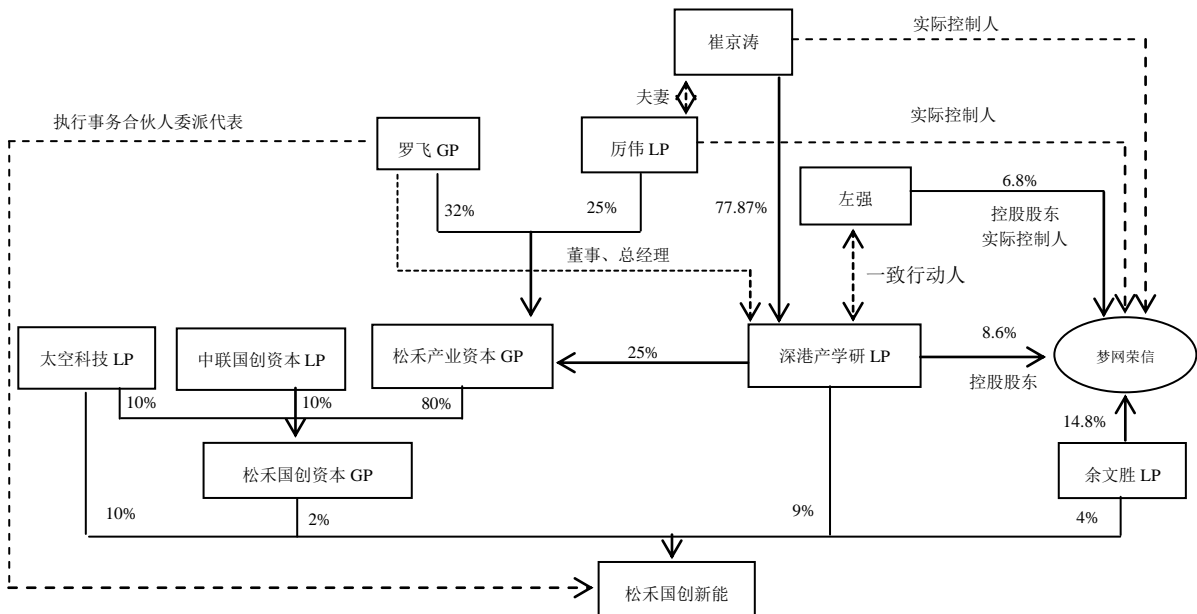 实际控制人
崔京涛
夫妻
执行事务合伙人委派代表
实际控制人
罗飞 GP
厉伟 LP
左强
6.8%
32%
25%
77.87%
控股股东
实际控制人
董事、总经理
一致行动人
太空科技 LP
中联国创资本 LP
松禾产业资本 GP
25%
深港产学研 LP
8.6%
控股股东
梦网荣信
10%
10%
80%
14.8%
松禾国创资本 GP
余文胜 LP
10%
2%
9%
4%
松禾国创新能